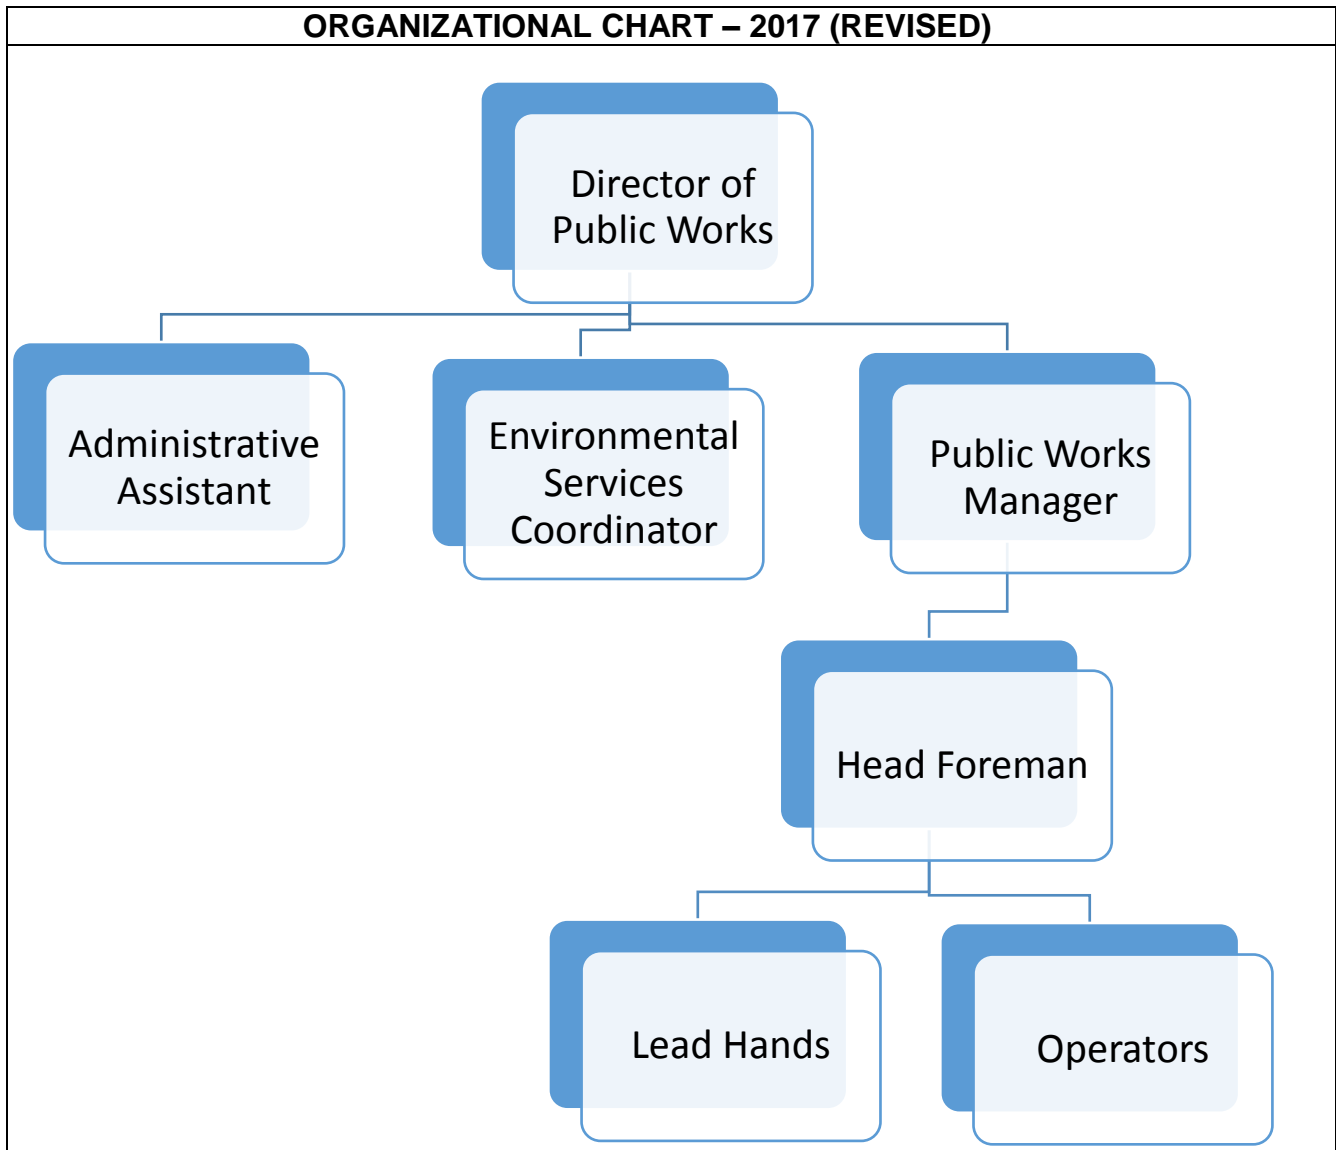 ORGANIZATIONAL CHART – 2017 (REVISED)
Director of
Public Works
Administrative
Assistant
Environmental
Services
Coordinator
Public Works
Manager
Head Foreman
Lead Hands
Operators